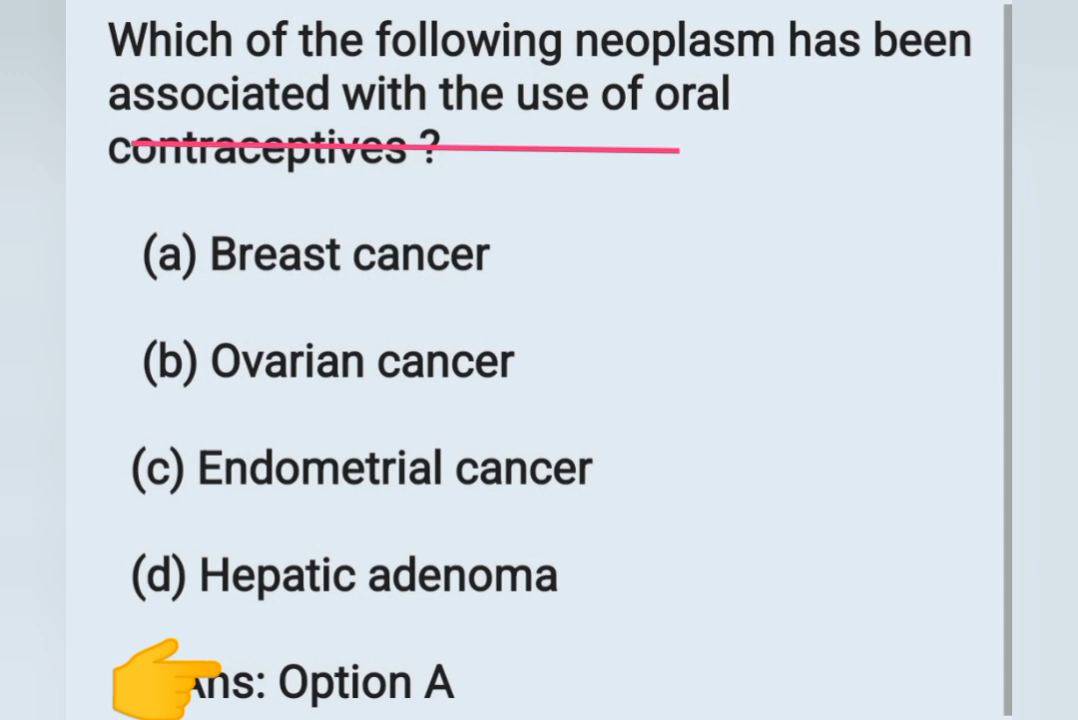 Which of the following neoplasm has been
associated with the use of oral
contraceptives ?
(a) Breast cancer
(b) Ovarian cancer
(c) Endometrial cancer
(d) Hepatic adenoma
Ans: Option A